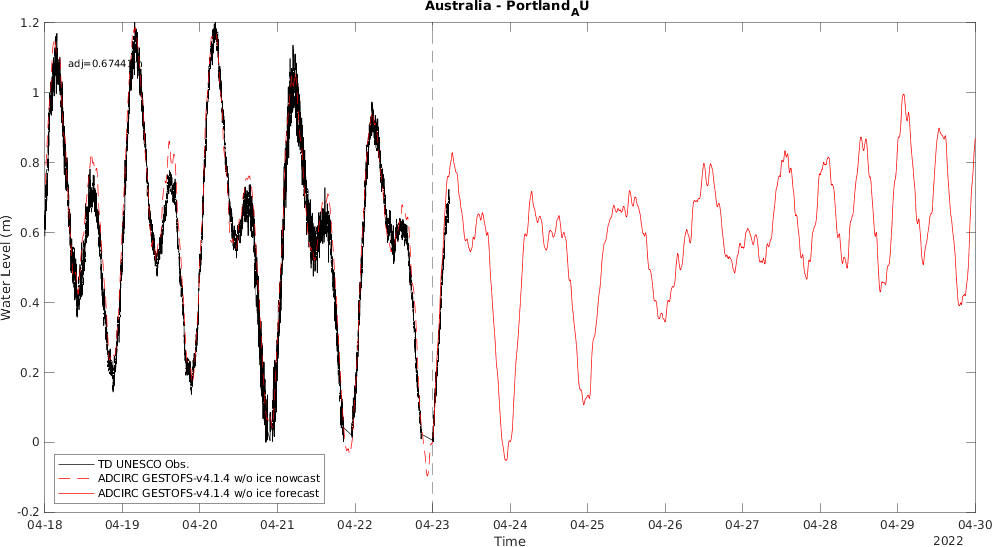 Australia - Portland_AU
1.2
adj=0.6744
1
0.8
0.6
0.4
0.2
0
-0.2
Water Level (m)
TD UNESCO Obs.
ADCIRC GESTOFS-v4.1.4 w/o ice nowcast
ADCIRC GESTOFS-v4.1.4 w/o ice forecast
04-18 04-19 04-20 04-21 04-22 04-23 04-24 04-25 04-26 04-27 04-28 04-29 04-30
Time
2022